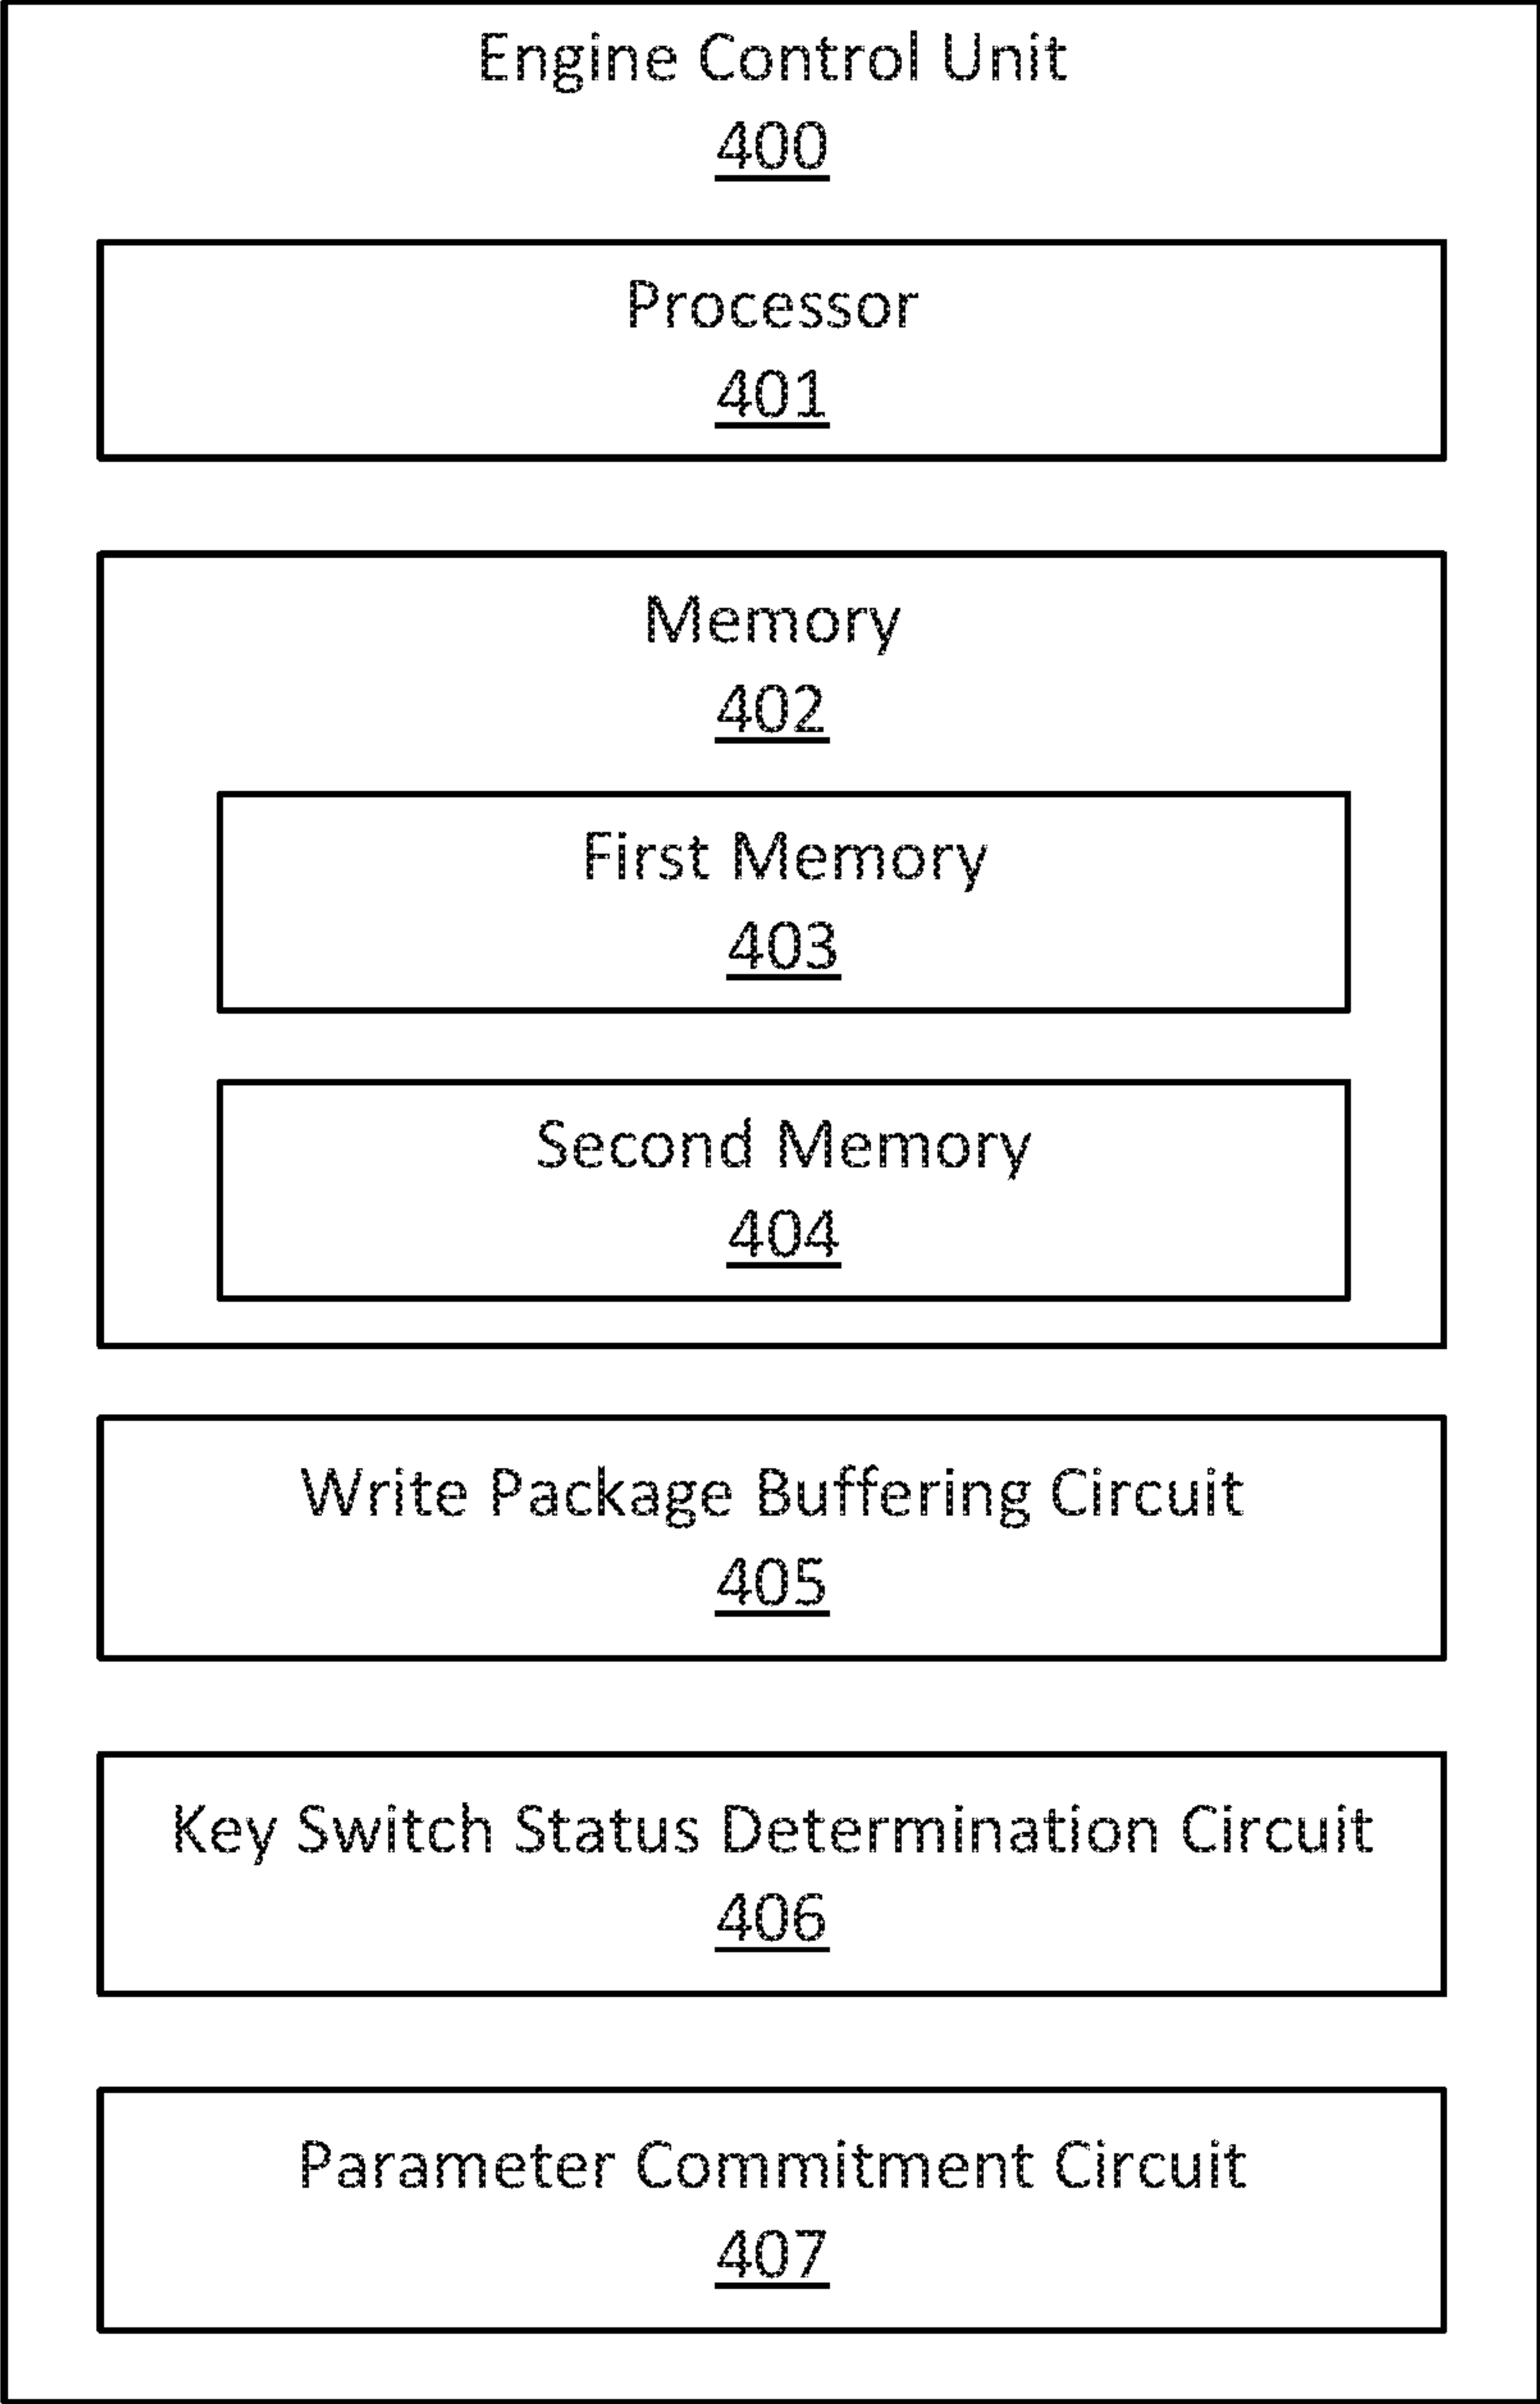 Engine Control Unit
400
Processor
401
Memory
402
First Memory
403
Second Memory
404
Write Package Buffering Circuit
405
Key Switch Status Determination Circuit
406
Parameter Commitment Circuit
407